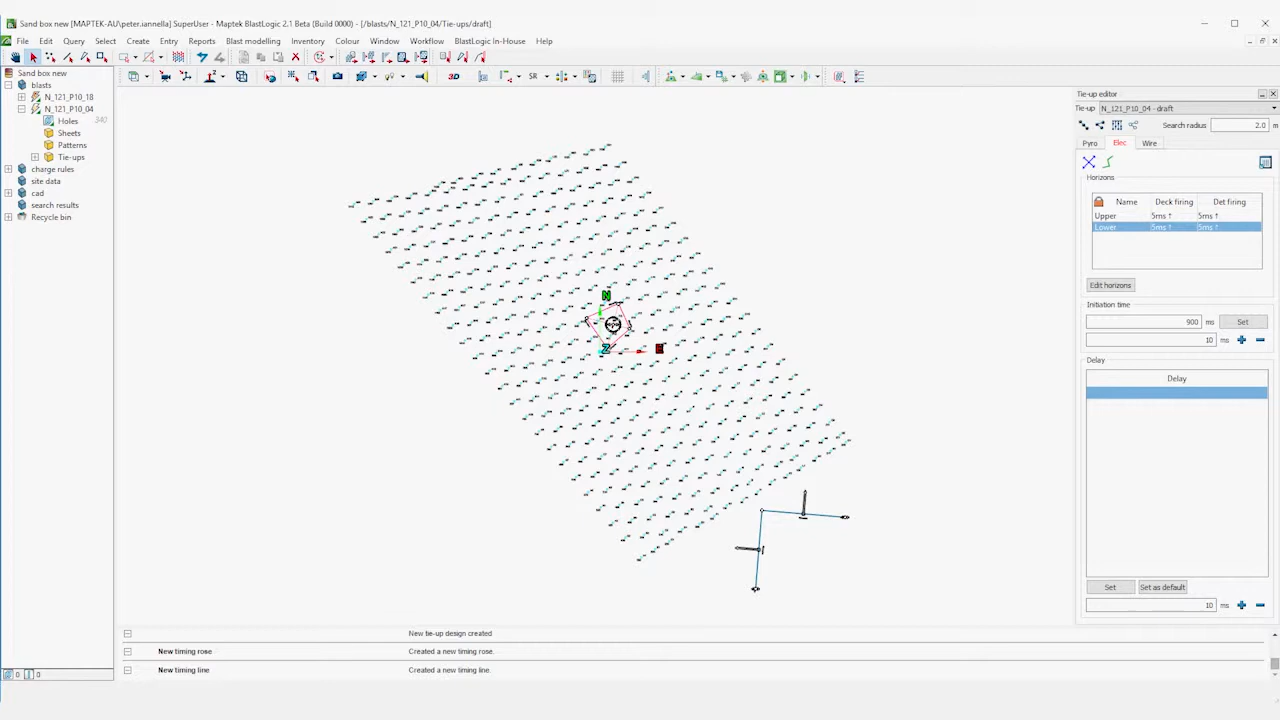 Sand box new [MAPTEK-AU\peter.iannella] SuperUser - Maptek BlastLogic 2.1 Beta (Build 0000) - [/blasts/N_121_P10_04/Tie-ups/draft]
File Edit Query Select Create Entry Reports Blast modelling Inventory Colour Window Workflow BlastLogic In-House Help
3D SR
Sand box new
blasts
N_121_P10_18
N_121_P10_04
Holes 340
Sheets
Patterns
Tie-ups
charge rules
site data
cad
search results
Recycle bin
N
Z E
Tie-up editor
Tie-up N_121_P10_04 - draft
Search radius 2.0 m
Pyro Elec Wire
Horizons
Name Deck firing Det firing
Upper 5ms ↑ 5ms ↑
Lower 5ms ↑ 5ms ↑
Edit horizons
Initiation time
900 ms Set
10 ms
Delay
Delay
Set Set as default
10 ms
New tie-up design created
New timing rose Created a new timing rose.
New timing line Created a new timing line.
0 0